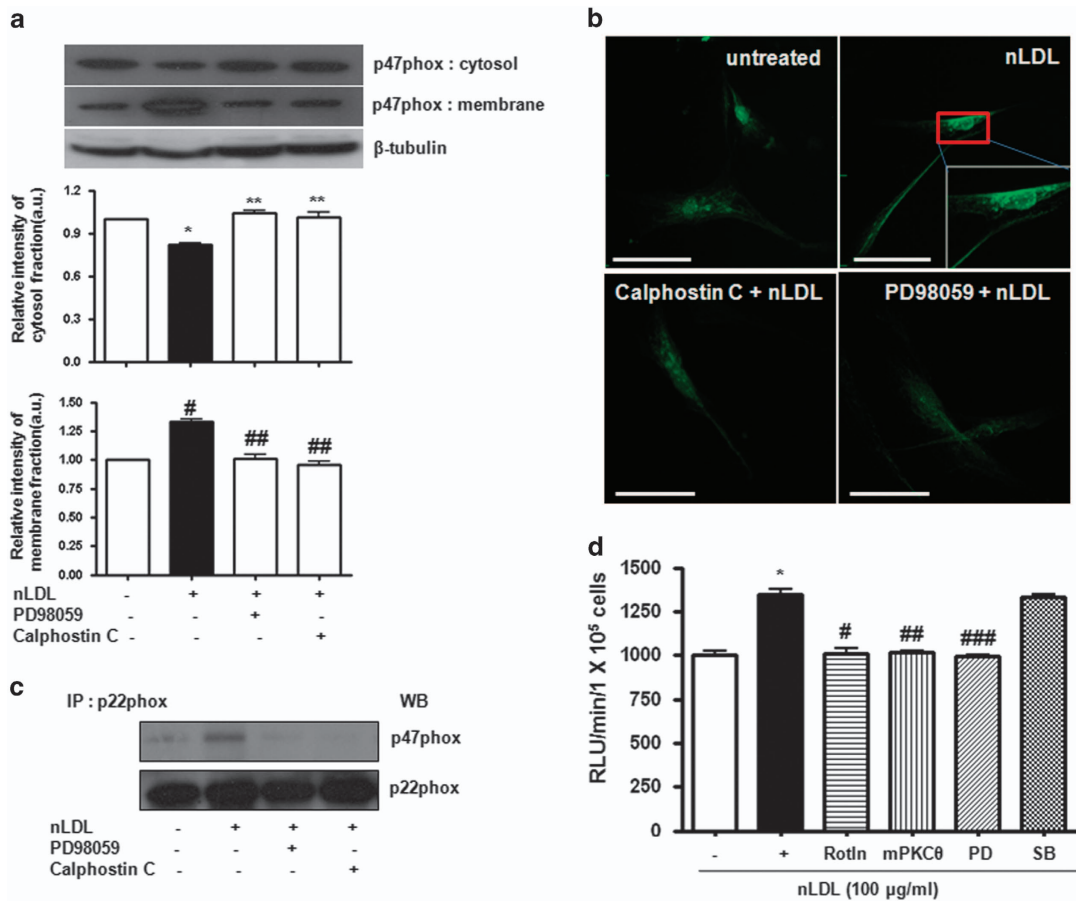 a
p47phox : cytosol
p47phox : membrane
β-tubulin
Relative intensity of
cytosol fraction(a.u.)
1.2
0.9
0.6
0.3
0.0
*
**
**
Relative intensity of
membrane fraction(a.u.)
1.50
1.25
1.00
0.75
0.50
0.25
0.00
#
##
##
nLDL - + + +
PD98059 - - + -
Calphostin C - - - +
b
untreated
nLDL
Calphostin C + nLDL
PD98059 + nLDL
c
IP : p22phox WB
p47phox
p22phox
nLDL - + + +
PD98059 - - + -
Calphostin C - - - +
d
RLU/min/1 X 10⁵ cells
1500
1250
1000
750
500
250
0
*
#
##
###
- + Rotln mPKCθ PD SB
nLDL (100 µg/ml)